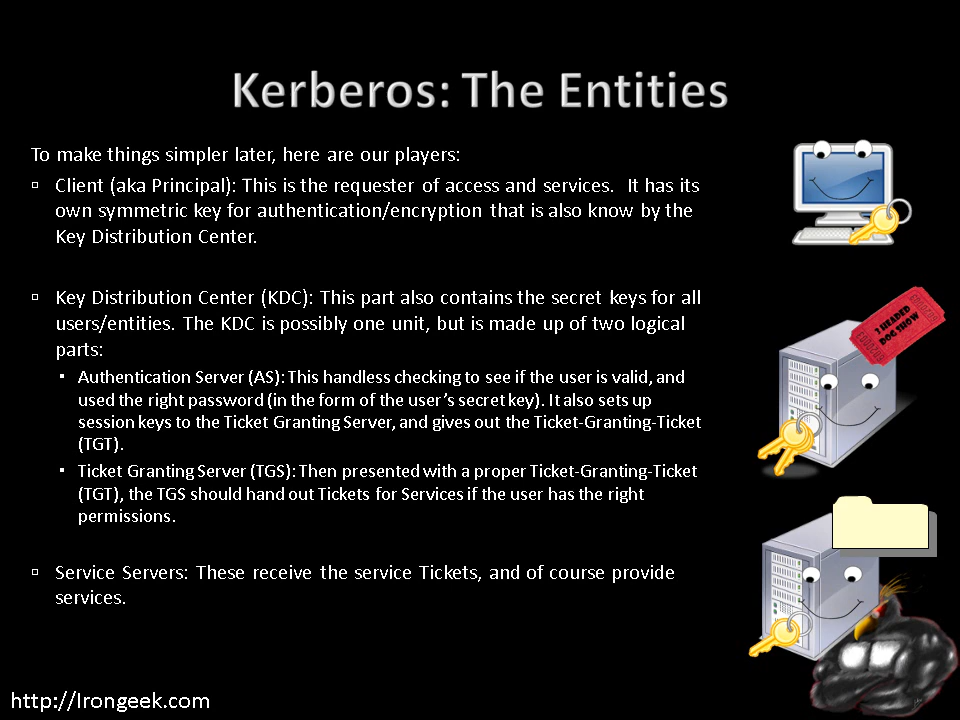 Kerberos: The Entities
To make things simpler later, here are our players:
▫ Client (aka Principal): This is the requester of access and services. It has its
own symmetric key for authentication/encryption that is also know by the
Key Distribution Center.
▫ Key Distribution Center (KDC): This part also contains the secret keys for all
users/entities. The KDC is possibly one unit, but is made up of two logical
parts:
▪ Authentication Server (AS): This handless checking to see if the user is valid, and
used the right password (in the form of the user’s secret key). It also sets up
session keys to the Ticket Granting Server, and gives out the Ticket-Granting-Ticket
(TGT).
▪ Ticket Granting Server (TGS): Then presented with a proper Ticket-Granting-Ticket
(TGT), the TGS should hand out Tickets for Services if the user has the right
permissions.
▫ Service Servers: These receive the service Tickets, and of course provide
services.
HEADED
DOG SHOW
http://Irongeek.com